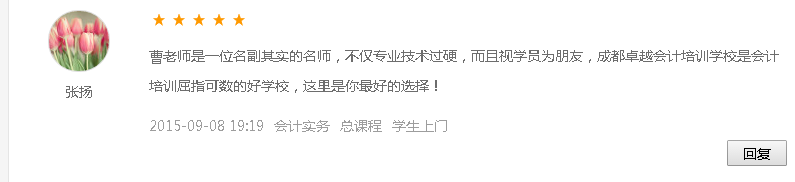 曹老师是一位名副其实的名师，不仅专业技术过硬，而且视学员为朋友，成都卓越会计培训学校是会计
培训屈指可数的好学校，这里是你最好的选择！
张扬
2015-09-08 19:19 会计实务 总课程 学生上门
回复